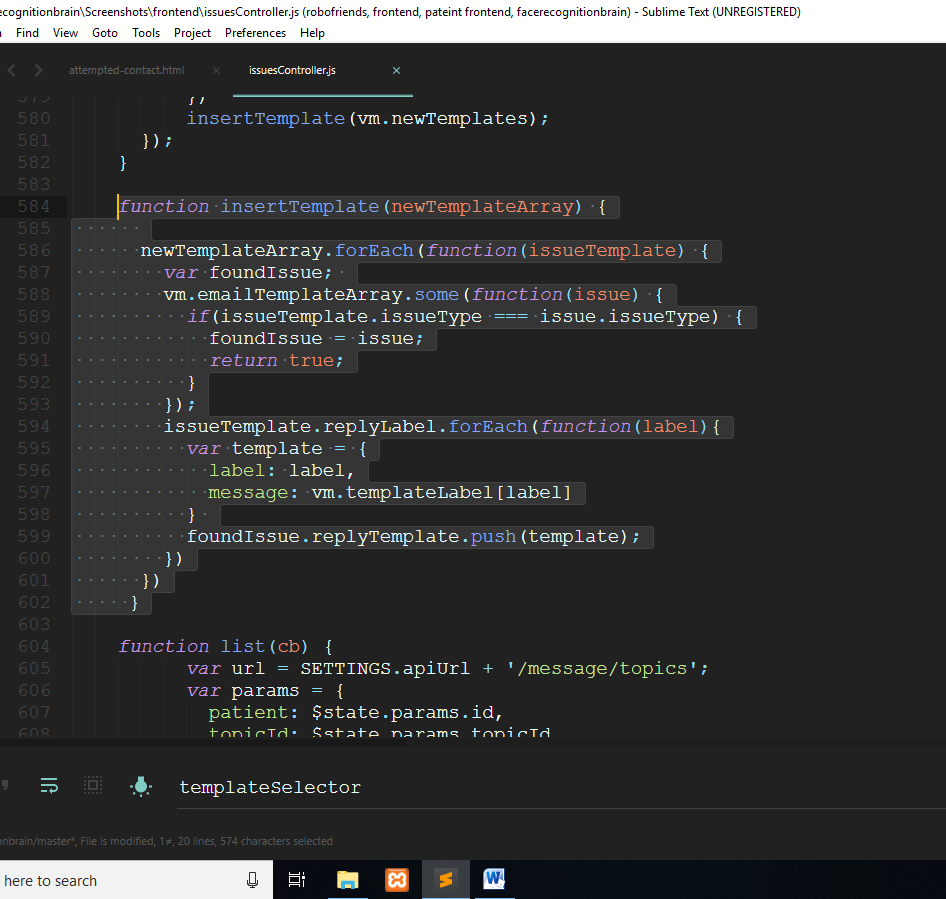 ecognitionbrain\Screenshots\frontend\issuesController.js (robofriends, frontend, pateint frontend, facerecognitionbrain) - Sublime Text (UNREGISTERED)
Find View Goto Tools Project Preferences Help
attempted-contact.html issuesController.js
579 })
580 insertTemplate(vm.newTemplates);
581 });
582 }
583
584 function insertTemplate(newTemplateArray) {
585
586 newTemplateArray.forEach(function(issueTemplate) {
587 var foundIssue;
588 vm.emailTemplateArray.some(function(issue) {
589 if(issueTemplate.issueType === issue.issueType) {
590 foundIssue = issue;
591 return true;
592 }
593 });
594 issueTemplate.replyLabel.forEach(function(label){
595 var template = {
596 label: label,
597 message: vm.templateLabel[label]
598 }
599 foundIssue.replyTemplate.push(template);
600 })
601 })
602 }
603
604 function list(cb) {
605 var url = SETTINGS.apiUrl + '/message/topics';
606 var params = {
607 patient: $state.params.id,
608 topicId: $state.params.topicId
templateSelector
onbrain/master*, File is modified, 1≠, 20 lines, 574 characters selected
here to search